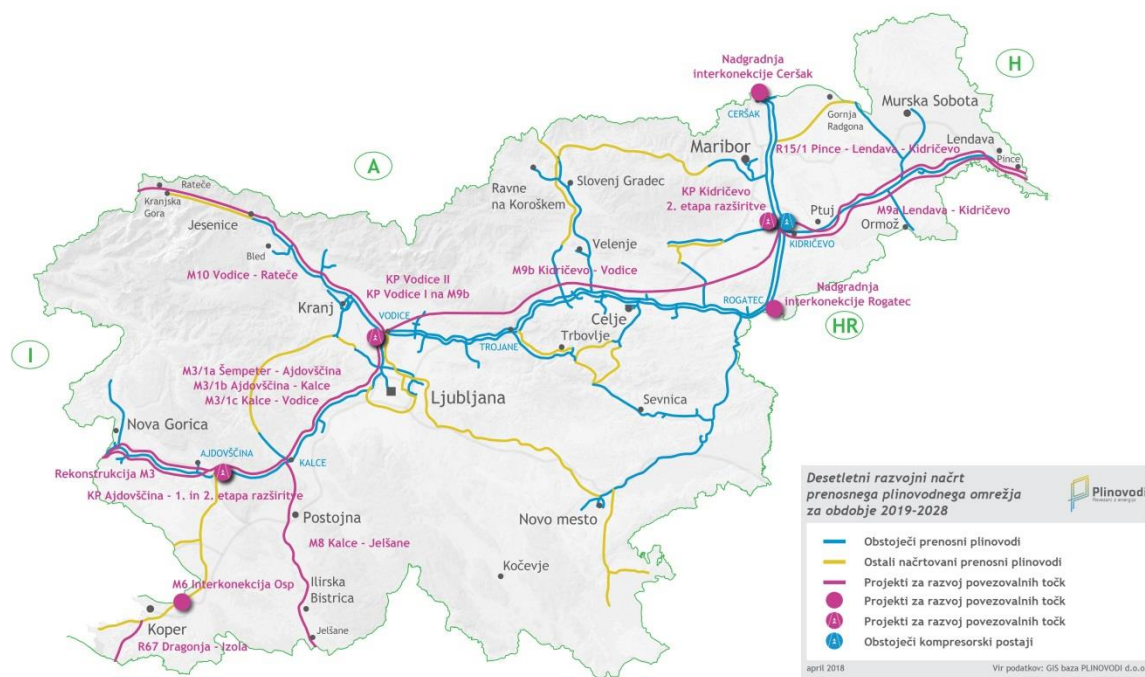 Nadgradnja
interkonekcije Ceršak
H
CERŠAK
Gornja
Radgona
Murska Sobota
Maribor
R15/1 Pince - Lendava - Kidričevo
Lendava
Pince
A
Rateče
Kranjska
Gora
Jesenice
Bled
Ravne
na Koroškem
Slovenj Gradec
KP Kidričevo
2. etapa razširitve
Ptuj
M9a Lendava - Kidričevo
Ormož
KIDRIČEVO
Velenje
M10 Vodice - Rateče
KP Vodice II
KP Vodice I na M9b
M9b Kidričevo - Vodice
Kranj
VODICE
TROJANE
Celje
Trbovlje
ROGATEC
Nadgradnja
interkonekcije Rogatec
HR
I
M3/1a Šempeter - Ajdovščina
M3/1b Ajdovščina - Kalce
M3/1c Kalce - Vodice
Ljubljana
Sevnica
Nova Gorica
AJDOVŠČINA
KALCE
Rekonstrukcija M3
KP Ajdovščina - 1. in 2. etapa razširitve
Postojna
Novo mesto
M8 Kalce - Jelšane
Kočevje
M6 Interkonekcija Osp
Ilirska
Bistrica
Koper
Jelšane
R67 Dragonja - Izola
Desetletni razvojni načrt
prenosnega plinovodnega omrežja
za obdobje 2019-2028
Plinovodi
Povezani z energijo
Obstoječi prenosni plinovodi
Ostali načrtovani prenosni plinovodi
Projekti za razvoj povezovalnih točk
Projekti za razvoj povezovalnih točk
Projekti za razvoj povezovalnih točk
Obstoječi kompresorski postaji
april 2018
Vir podatkov: GIS baza PLINOVODI d.o.o.